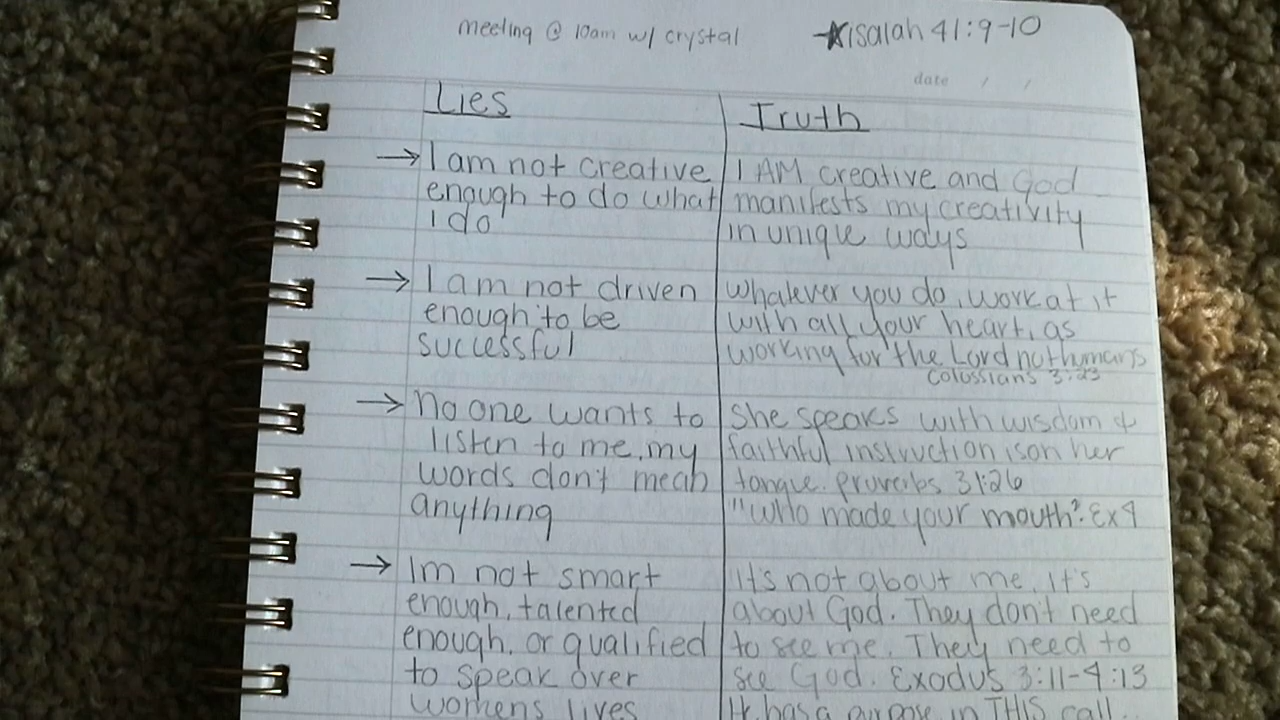 meeting @ 10am w/ crystal
isaiah 41:9-10
date / /
Lies
Truth
→ I am not creative
enough to do what
I do
I AM creative and God
manifests my creativity
in unique ways
→ I am not driven
enough to be
successful
Whatever you do, work at it
with all your heart, as
working for the Lord not humans
Colossians 3:23
→ No one wants to
listen to me, my
words don't mean
anything
She speaks with wisdom &
faithful instruction is on her
tongue. Proverbs 31:26
"Who made your mouth? Ex 4
→ Im not smart
enough, talented
enough, or qualified
to speak over
womens lives
It's not about me. It's
about God. They don't need
to see me. They need to
see God. Exodus 3:11-4:13
It has a purpose in THIS call.